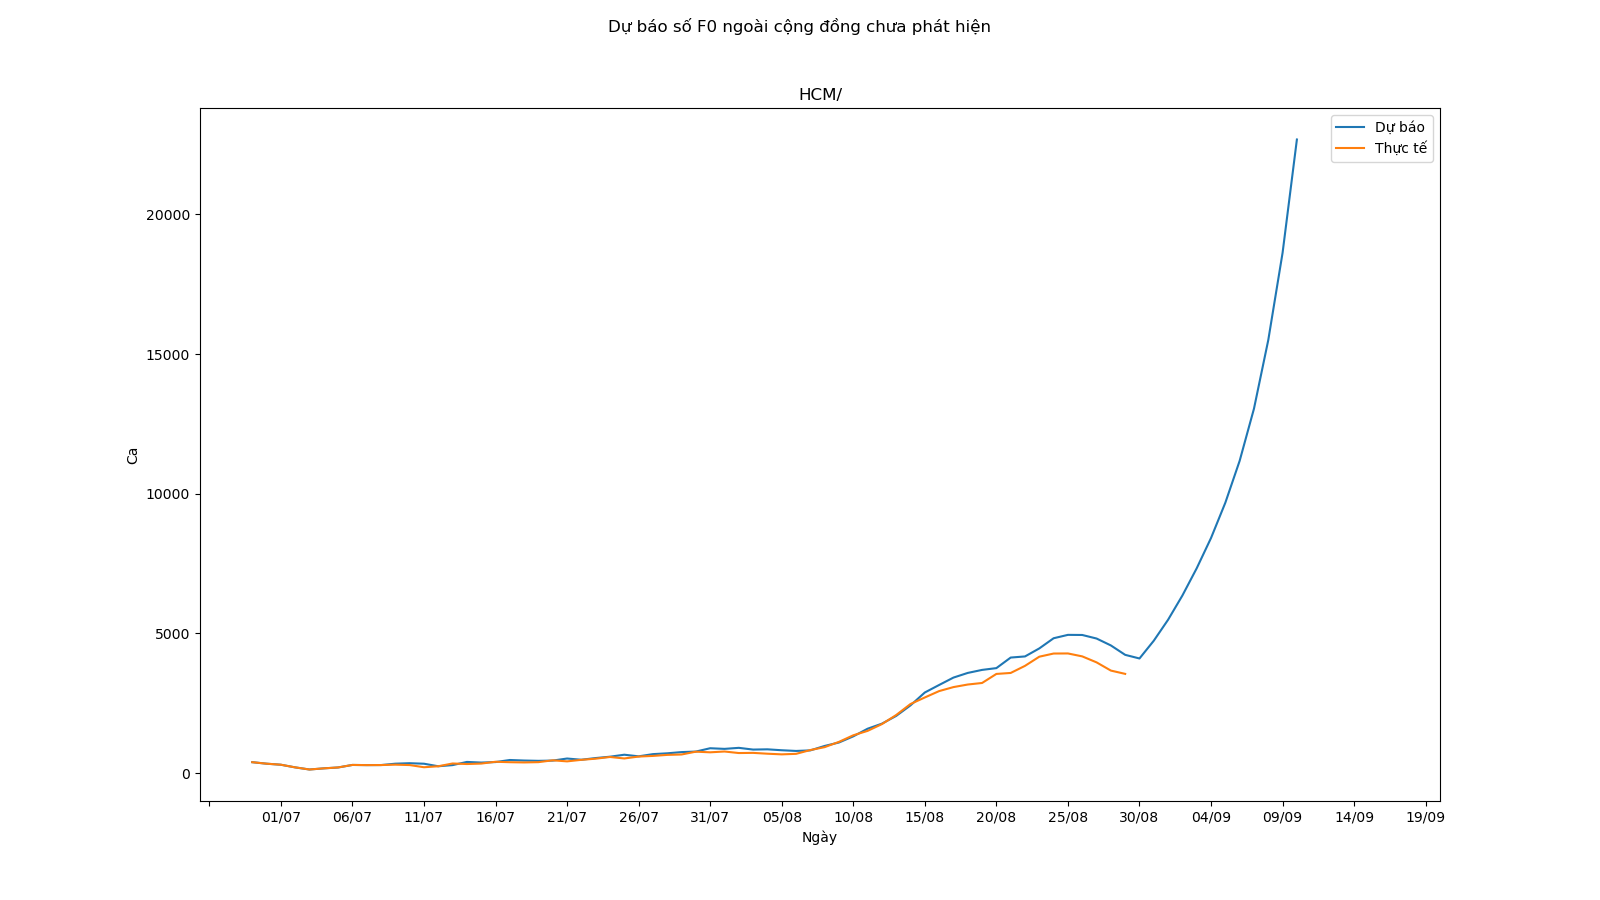 Dự báo số F0 ngoài cộng đồng chưa phát hiện
HCM/
Dự báo
Thực tế
20000
15000
10000
5000
0
Ca
01/07 06/07 11/07 16/07 21/07 26/07 31/07 05/08 10/08 15/08 20/08 25/08 30/08 04/09 09/09 14/09 19/09
Ngày